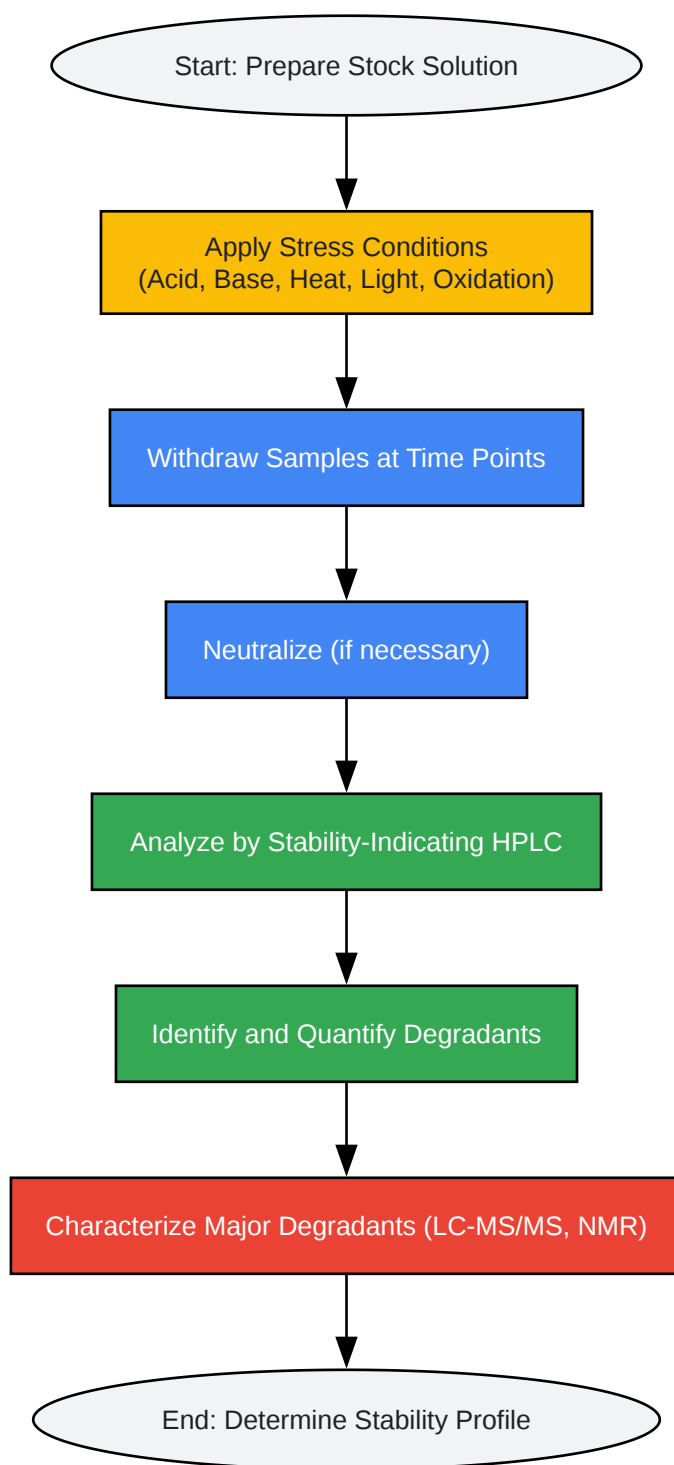 Start: Prepare Stock Solution
Apply Stress Conditions
(Acid, Base, Heat, Light, Oxidation)
Withdraw Samples at Time Points
Neutralize (if necessary)
Analyze by Stability-Indicating HPLC
Identify and Quantify Degradants
Characterize Major Degradants (LC-MS/MS, NMR)
End: Determine Stability Profile